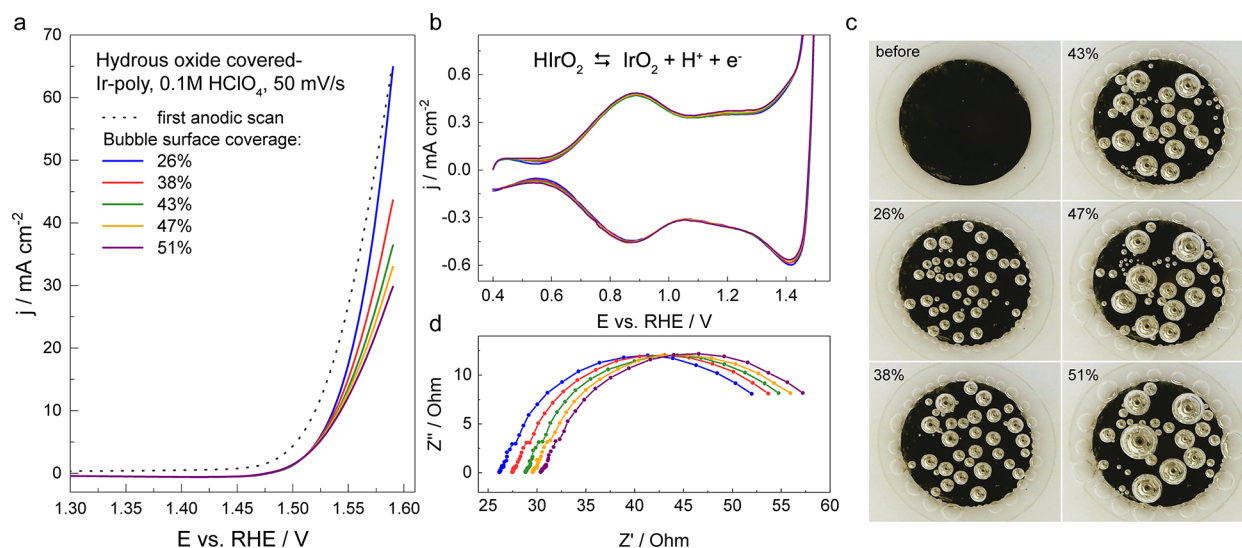 a
70
60
50
40
30
20
10
0
j / mA cm⁻²
1.30 1.35 1.40 1.45 1.50 1.55 1.60
E vs. RHE / V
Hydrous oxide covered-
Ir-poly, 0.1M HClO₄, 50 mV/s
first anodic scan
Bubble surface coverage:
26%
38%
43%
47%
51%
b
HIrO₂ ⇆ IrO₂ + H⁺ + e⁻
0.6
0.3
0.0
-0.3
-0.6
j / mA cm⁻²
0.4 0.6 0.8 1.0 1.2 1.4
E vs. RHE / V
d
10
5
0
Z'' / Ohm
25 30 35 40 45 50 55 60
Z' / Ohm
c
before 43%
26% 47%
38% 51%